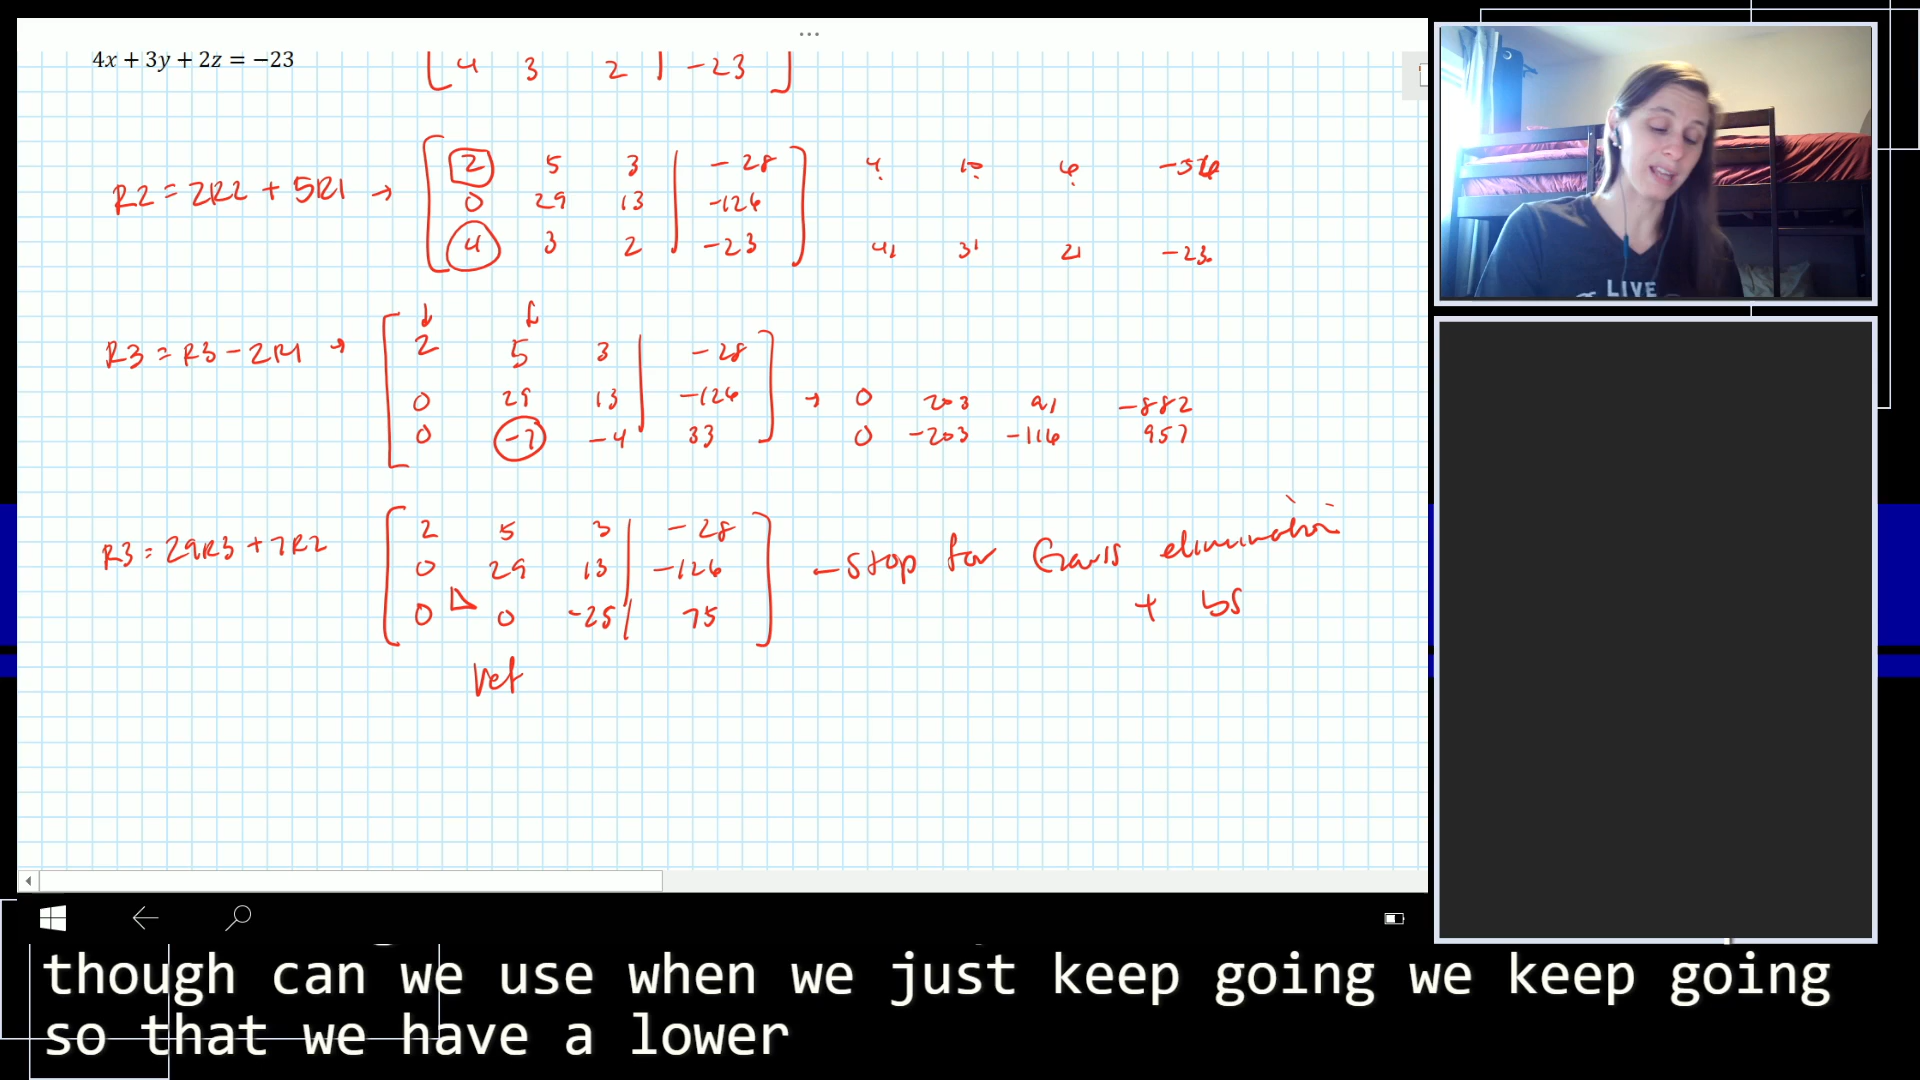 4x + 3y + 2z = −23
4 3 2 | -23
2 5 3 | -28 4 10 6 -56
R2 = 2R2 + 5R1 → 0 29 13 | -126
4 3 2 | -23 4 3 2 -23
R3 = R3 - 2R1 → 2 5 3 | -28
0 29 13 | -126 → 0 203 91 -882
0 -7 -4 | 33 0 -203 -116 957
R3 = 29R3 + 7R2 2 5 3 | -28
0 29 13 | -126 ← stop for Gauss elimination
0 0 -25 | 75 + bs
ref
LIVE
though can we use when we just keep going we keep going
so that we have a lower